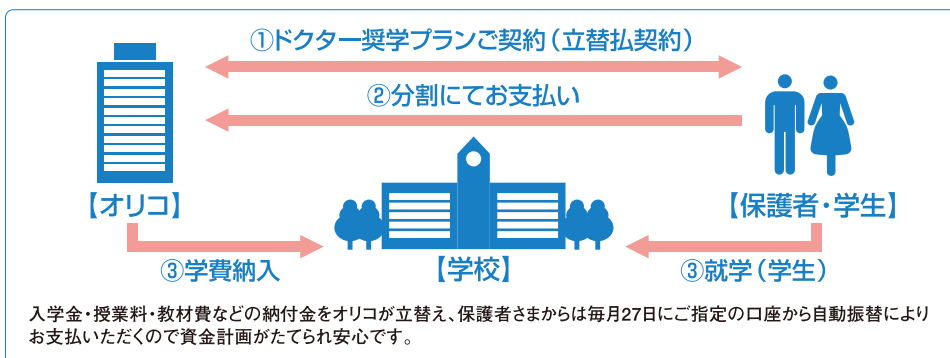 ①ドクター奨学プランご契約（立替払契約）
②分割にてお支払い
【オリコ】
【保護者・学生】
③学費納入
【学校】
③就学（学生）
入学金・授業料・教材費などの納付金をオリコが立替え、保護者さまからは毎月27日にご指定の口座から自動振替により
お支払いただくので資金計画がたてられ安心です。